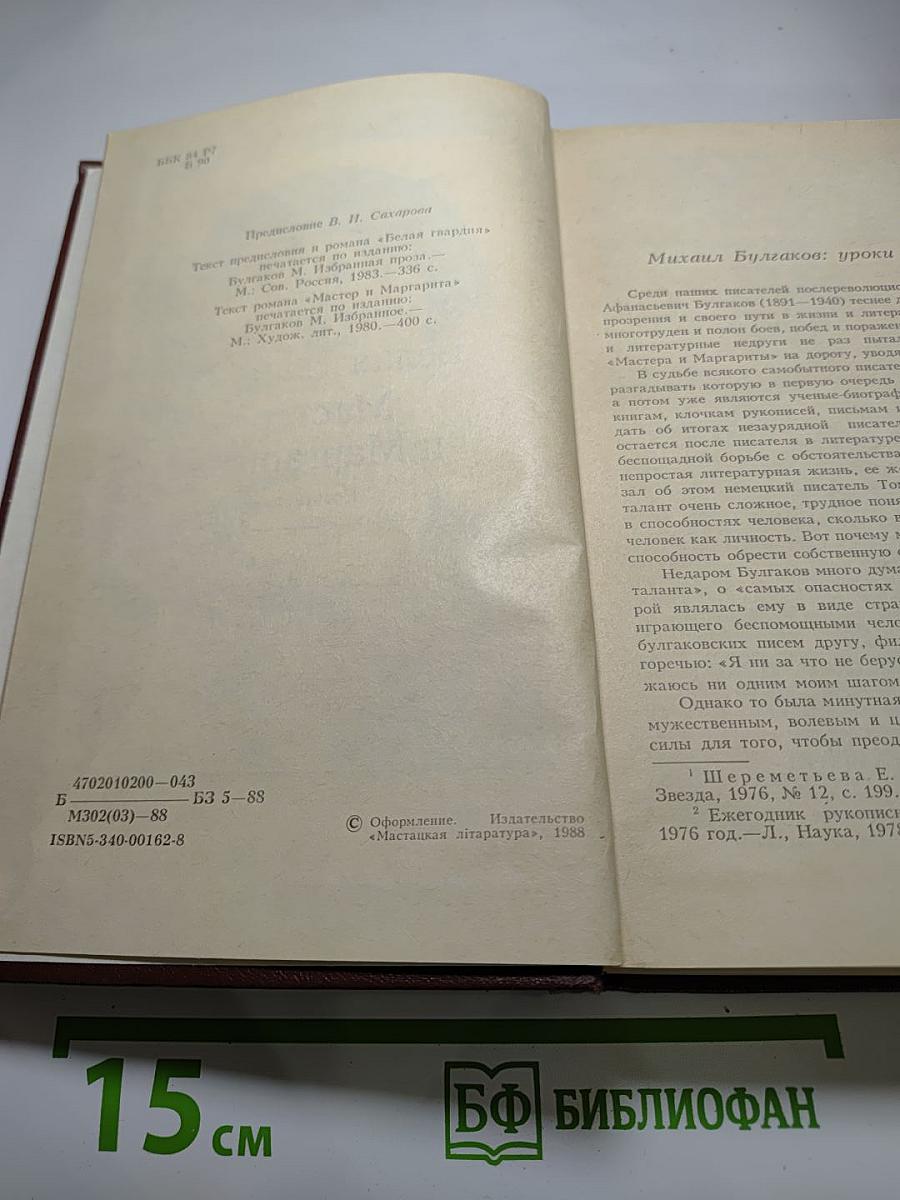 ББК 84 Р7
Б 90
Предисловие В. И. Сахарова
Текст предисловия и романа «Белая гвардия»
печатается по изданию:
Булгаков М. Избранная проза.—
М.: Сов. Россия, 1983.—336 с.
Текст романа «Мастер и Маргарита»
печатается по изданию:
Булгаков М. Избранное.—
М.: Худож. лит., 1980.—400 с.
4702010200—043
Б ———— БЗ 5—88
М302(03)—88
ISBN5-340-00162-8
© Оформление. Издательство
«Мастацкая літаратура», 1988
Михаил Булгаков: уроки
Среди наших писателей послереволюцио
Афанасьевич Булгаков (1891—1940) теснее д
прозрения и своего пути в жизни и литера
многотруден и полон боев, побед и поражен
и литературные недруги не раз пытал
«Мастера и Маргариты» на дорогу, уводя
В судьбе всякого самобытного писате
разгадывать которую в первую очередь
а потом уже являются ученые-биограф
книгам, клочкам рукописей, письмам и
дать об итогах незаурядной писател
остается после писателя в литературе
беспощадной борьбе с обстоятельства
непростая литературная жизнь, ее же
зал об этом немецкий писатель Том
талант очень сложное, трудное поня
в способностях человека, сколько в
человек как личность. Вот почему м
способность обрести собственную с
Недаром Булгаков много дума
таланта», о «самых опасностях
рой являлась ему в виде стра
играющего беспомощными чело
булгаковских писем другу, фил
горечью: «Я ни за что не берус
жаюсь ни одним моим шагом
Однако то была минутная
мужественным, волевым и ц
силы для того, чтобы преод
1 Шереметьева Е.
Звезда, 1976, № 12, с. 199.
2 Ежегодник рукописн
1976 год.—Л., Наука, 1978
15 см
БФ БИБЛИОФАН